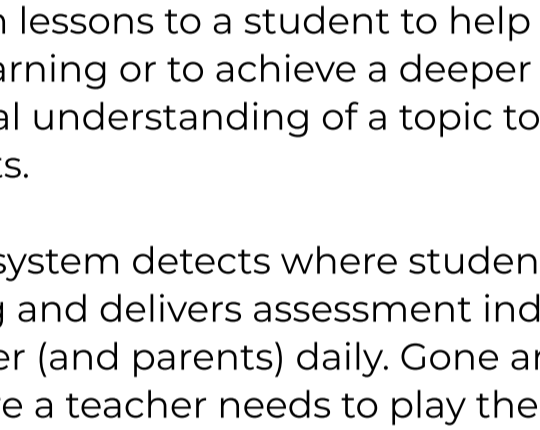 lessons to a student to help
arning or to achieve a deeper
al understanding of a topic to
s.
system detects where studen
and delivers assessment ind
er (and parents) daily. Gone ar
e a teacher needs to play the